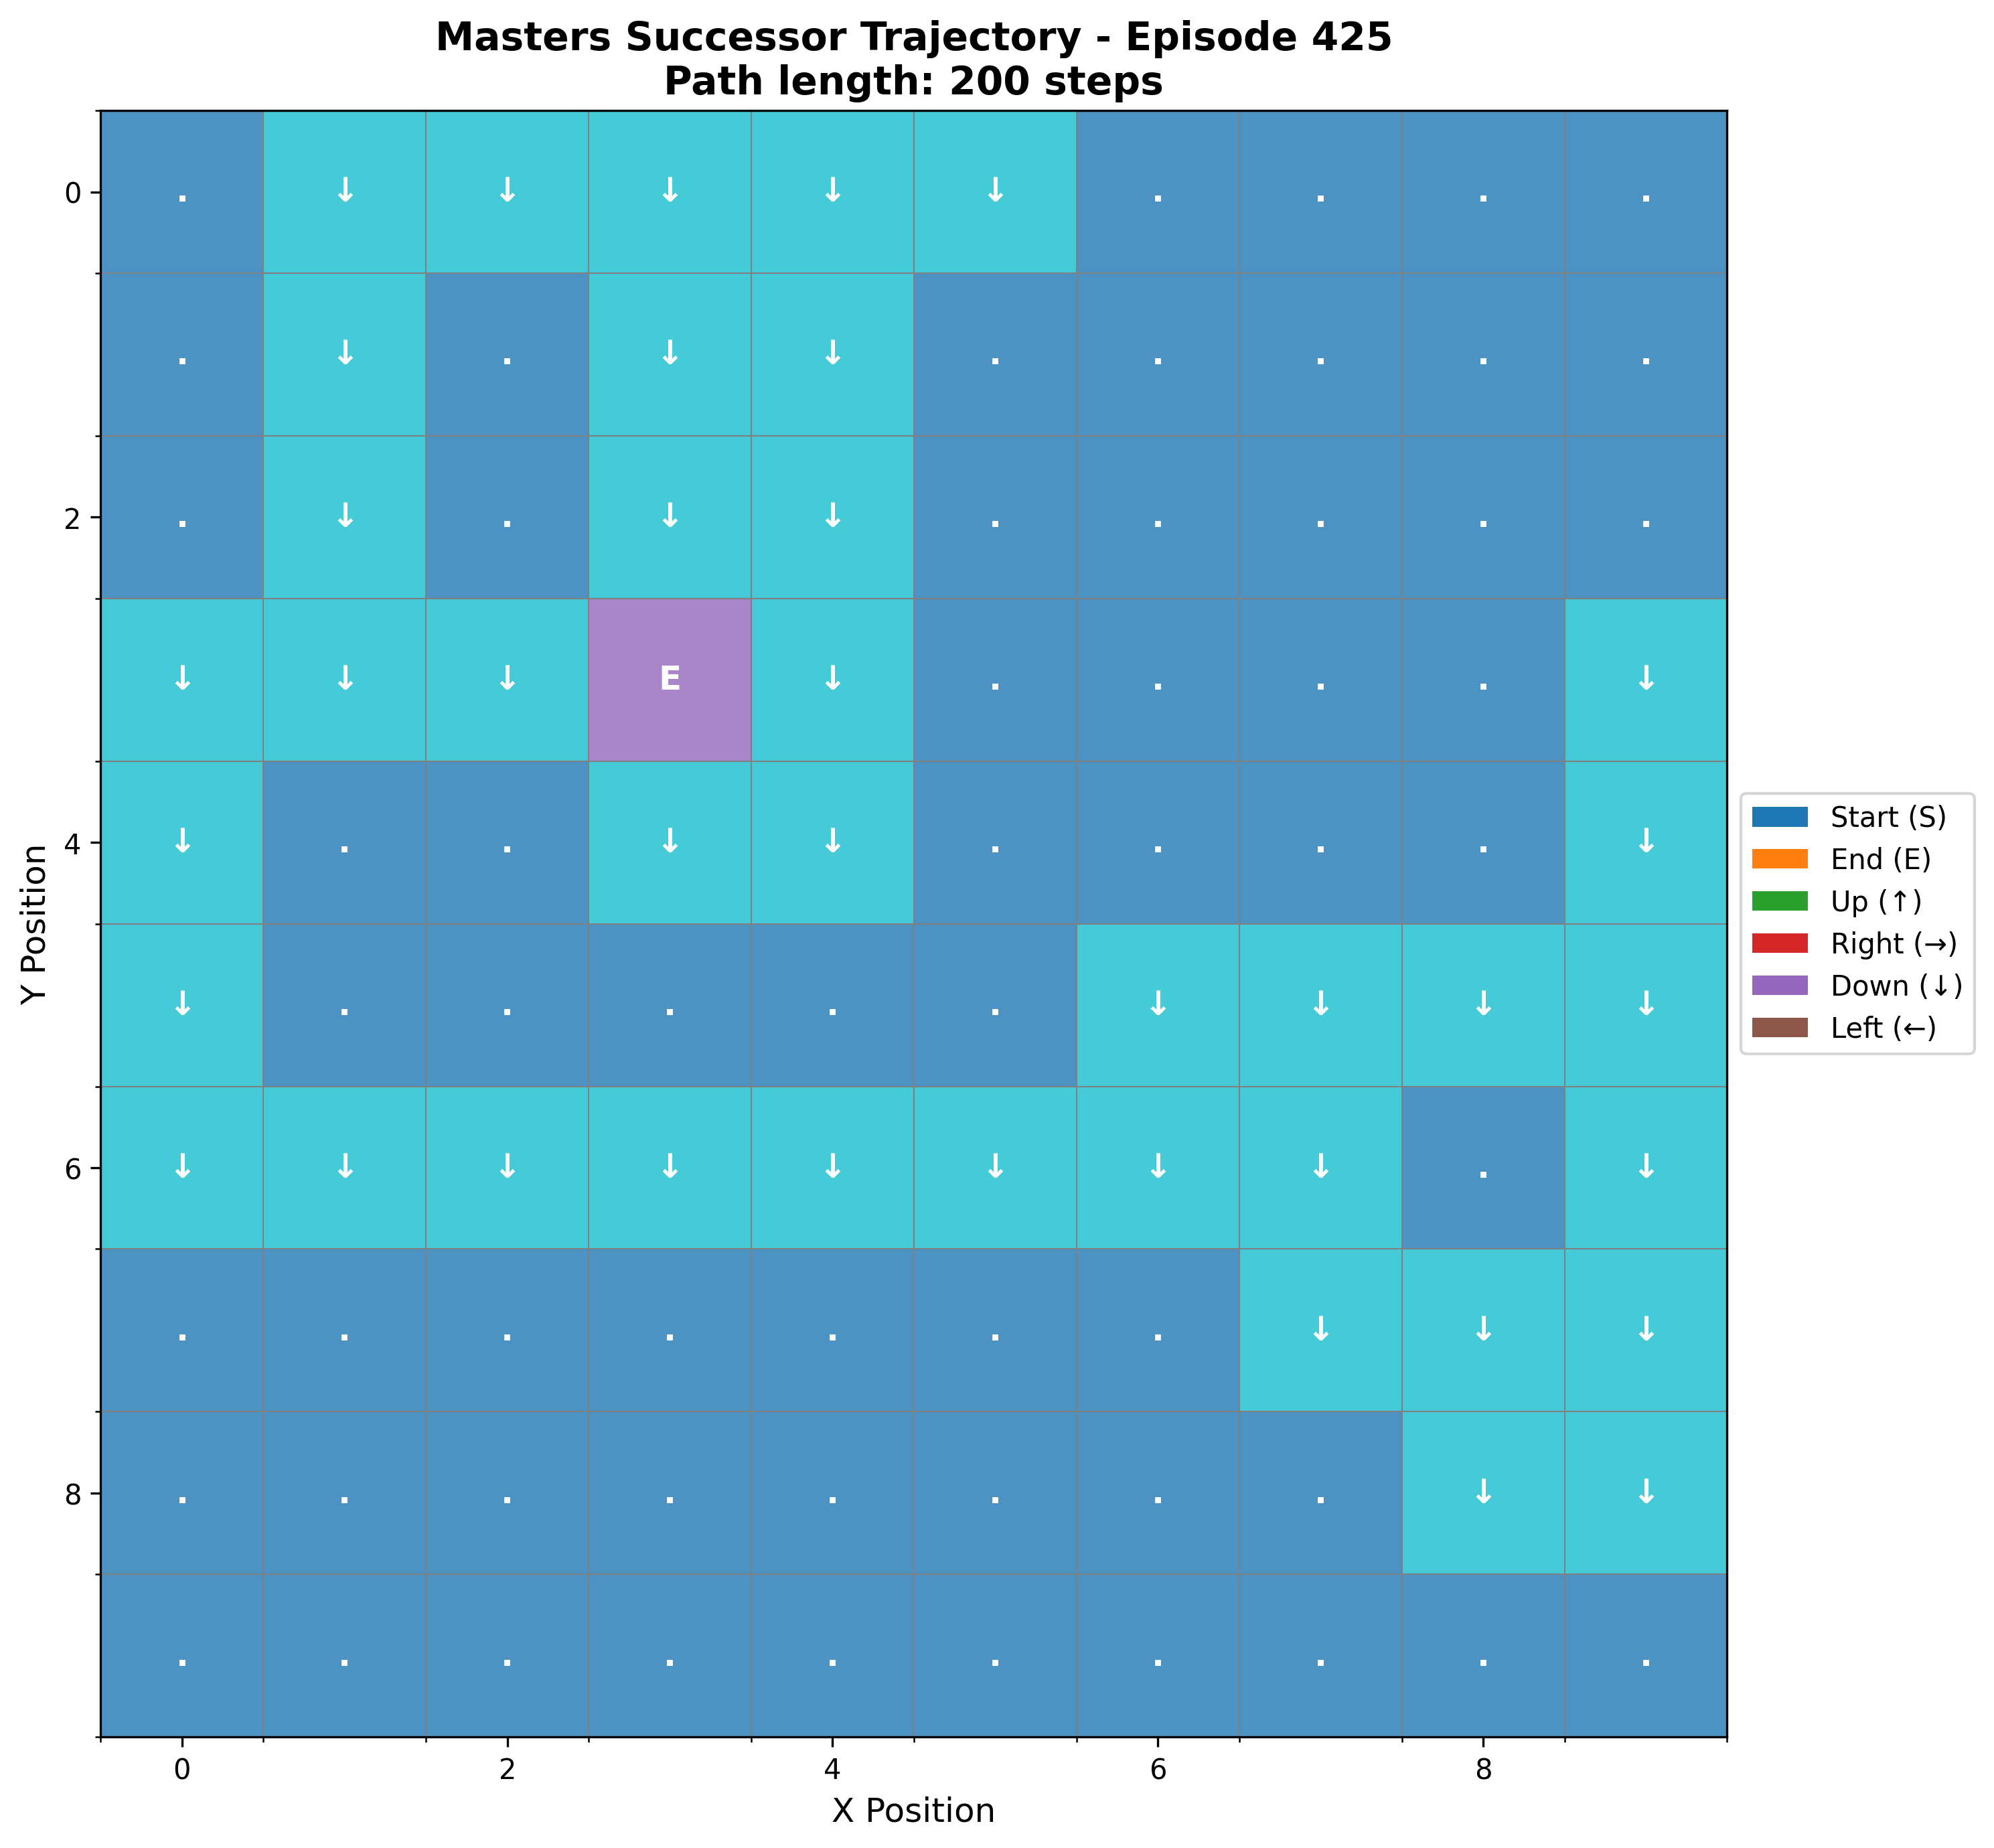 Masters Successor Trajectory - Episode 425
Path length: 200 steps
0 . ↓ ↓ ↓ ↓ ↓ . . . .
. ↓ . ↓ ↓ . . . . .
2 . ↓ . ↓ ↓ . . . . .
↓ ↓ ↓ E ↓ . . . . ↓
4 ↓ . . ↓ ↓ . . . . ↓
↓ . . . . . ↓ ↓ ↓ ↓
6 ↓ ↓ ↓ ↓ ↓ ↓ ↓ ↓ . ↓
. . . . . . . ↓ ↓ ↓
8 . . . . . . . . ↓ ↓
. . . . . . . . . .
0 2 4 6 8
X Position
Y Position
Start (S)
End (E)
Up (↑)
Right (→)
Down (↓)
Left (←)